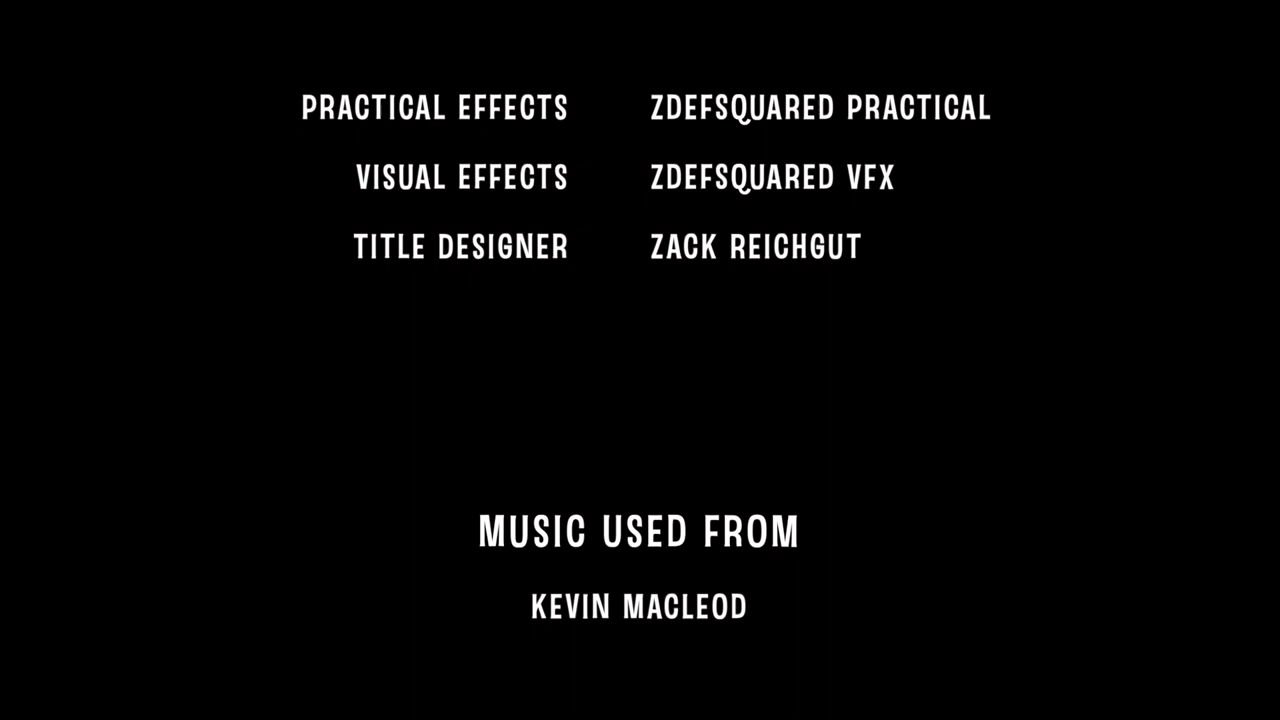 PRACTICAL EFFECTS ZDEFSQUARED PRACTICAL
VISUAL EFFECTS ZDEFSQUARED VFX
TITLE DESIGNER ZACK REICHGUT
MUSIC USED FROM
KEVIN MACLEOD